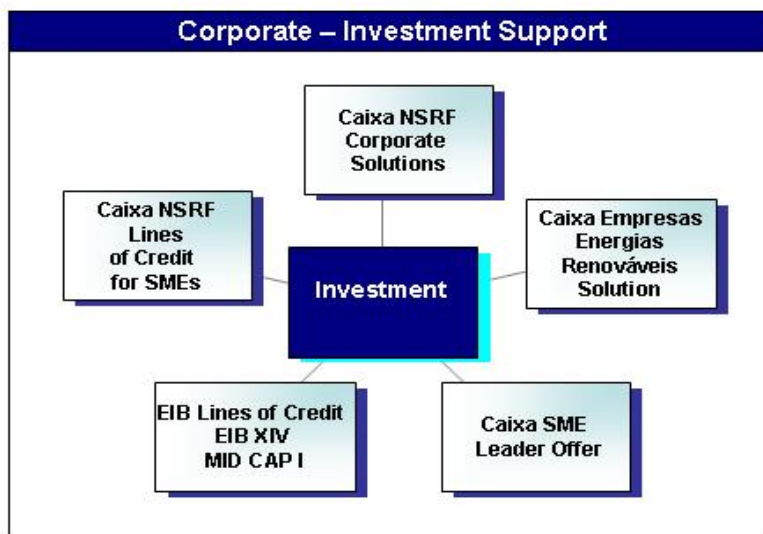 Corporate – Investment Support
Caixa NSRF
Corporate
Solutions
Caixa NSRF
Lines
of Credit
for SMEs
Caixa Empresas
Energias
Renováveis
Solution
Investment
EIB Lines of Credit
EIB XIV
MID CAP I
Caixa SME
Leader Offer